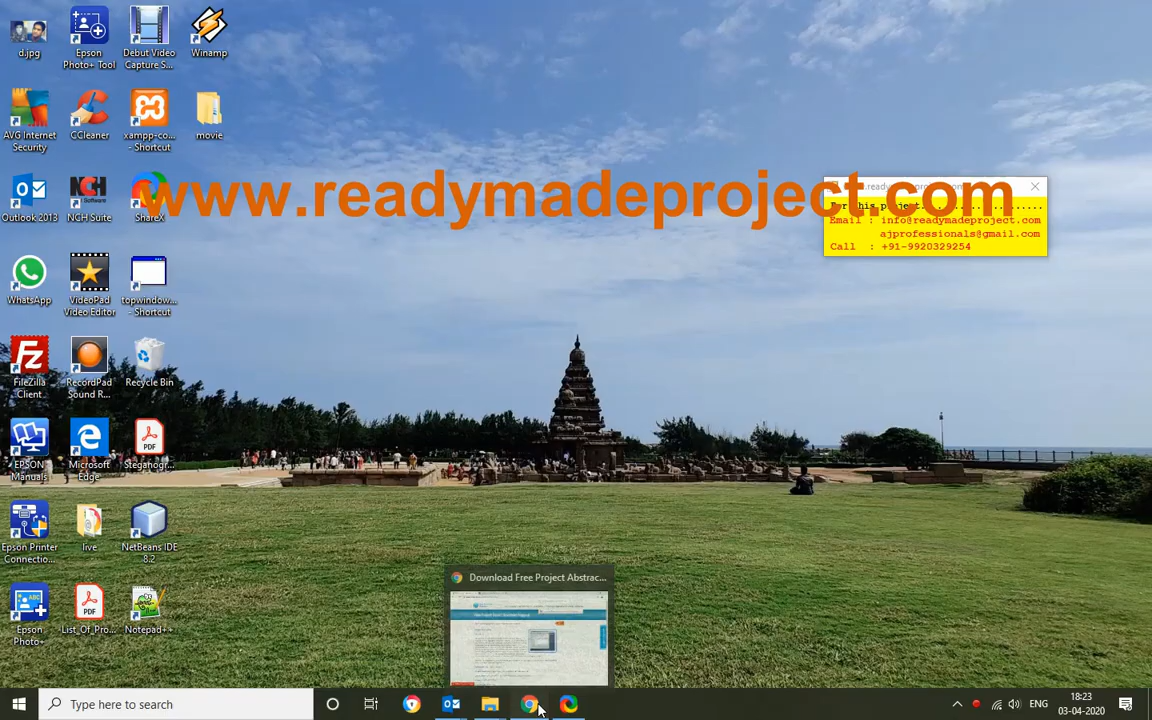 d.jpg
Epson
Photo+ Tool
Debut Video
Capture S...
Winamp
AVG Internet
Security
CCleaner
xampp-co...
- Shortcut
movie
Outlook 2013
NCH Suite
ShareX
www.readymadeproject.com
Email : info@readymadeproject.com
ajprofessionals@gmail.com
Call : +91-9920329254
WhatsApp
VideoPad
Video Editor
topwindow...
- Shortcut
FileZilla
Client
RecordPad
Sound R...
Recycle Bin
EPSON
Manuals
Microsoft
Edge
Steganogr...
Epson Printer
Connectio...
live
NetBeans IDE
8.2
Epson
Photo+
List_Of_Pro...
Notepad++
Download Free Project Abstrac...
Type here to search
ENG
18:23
03-04-2020